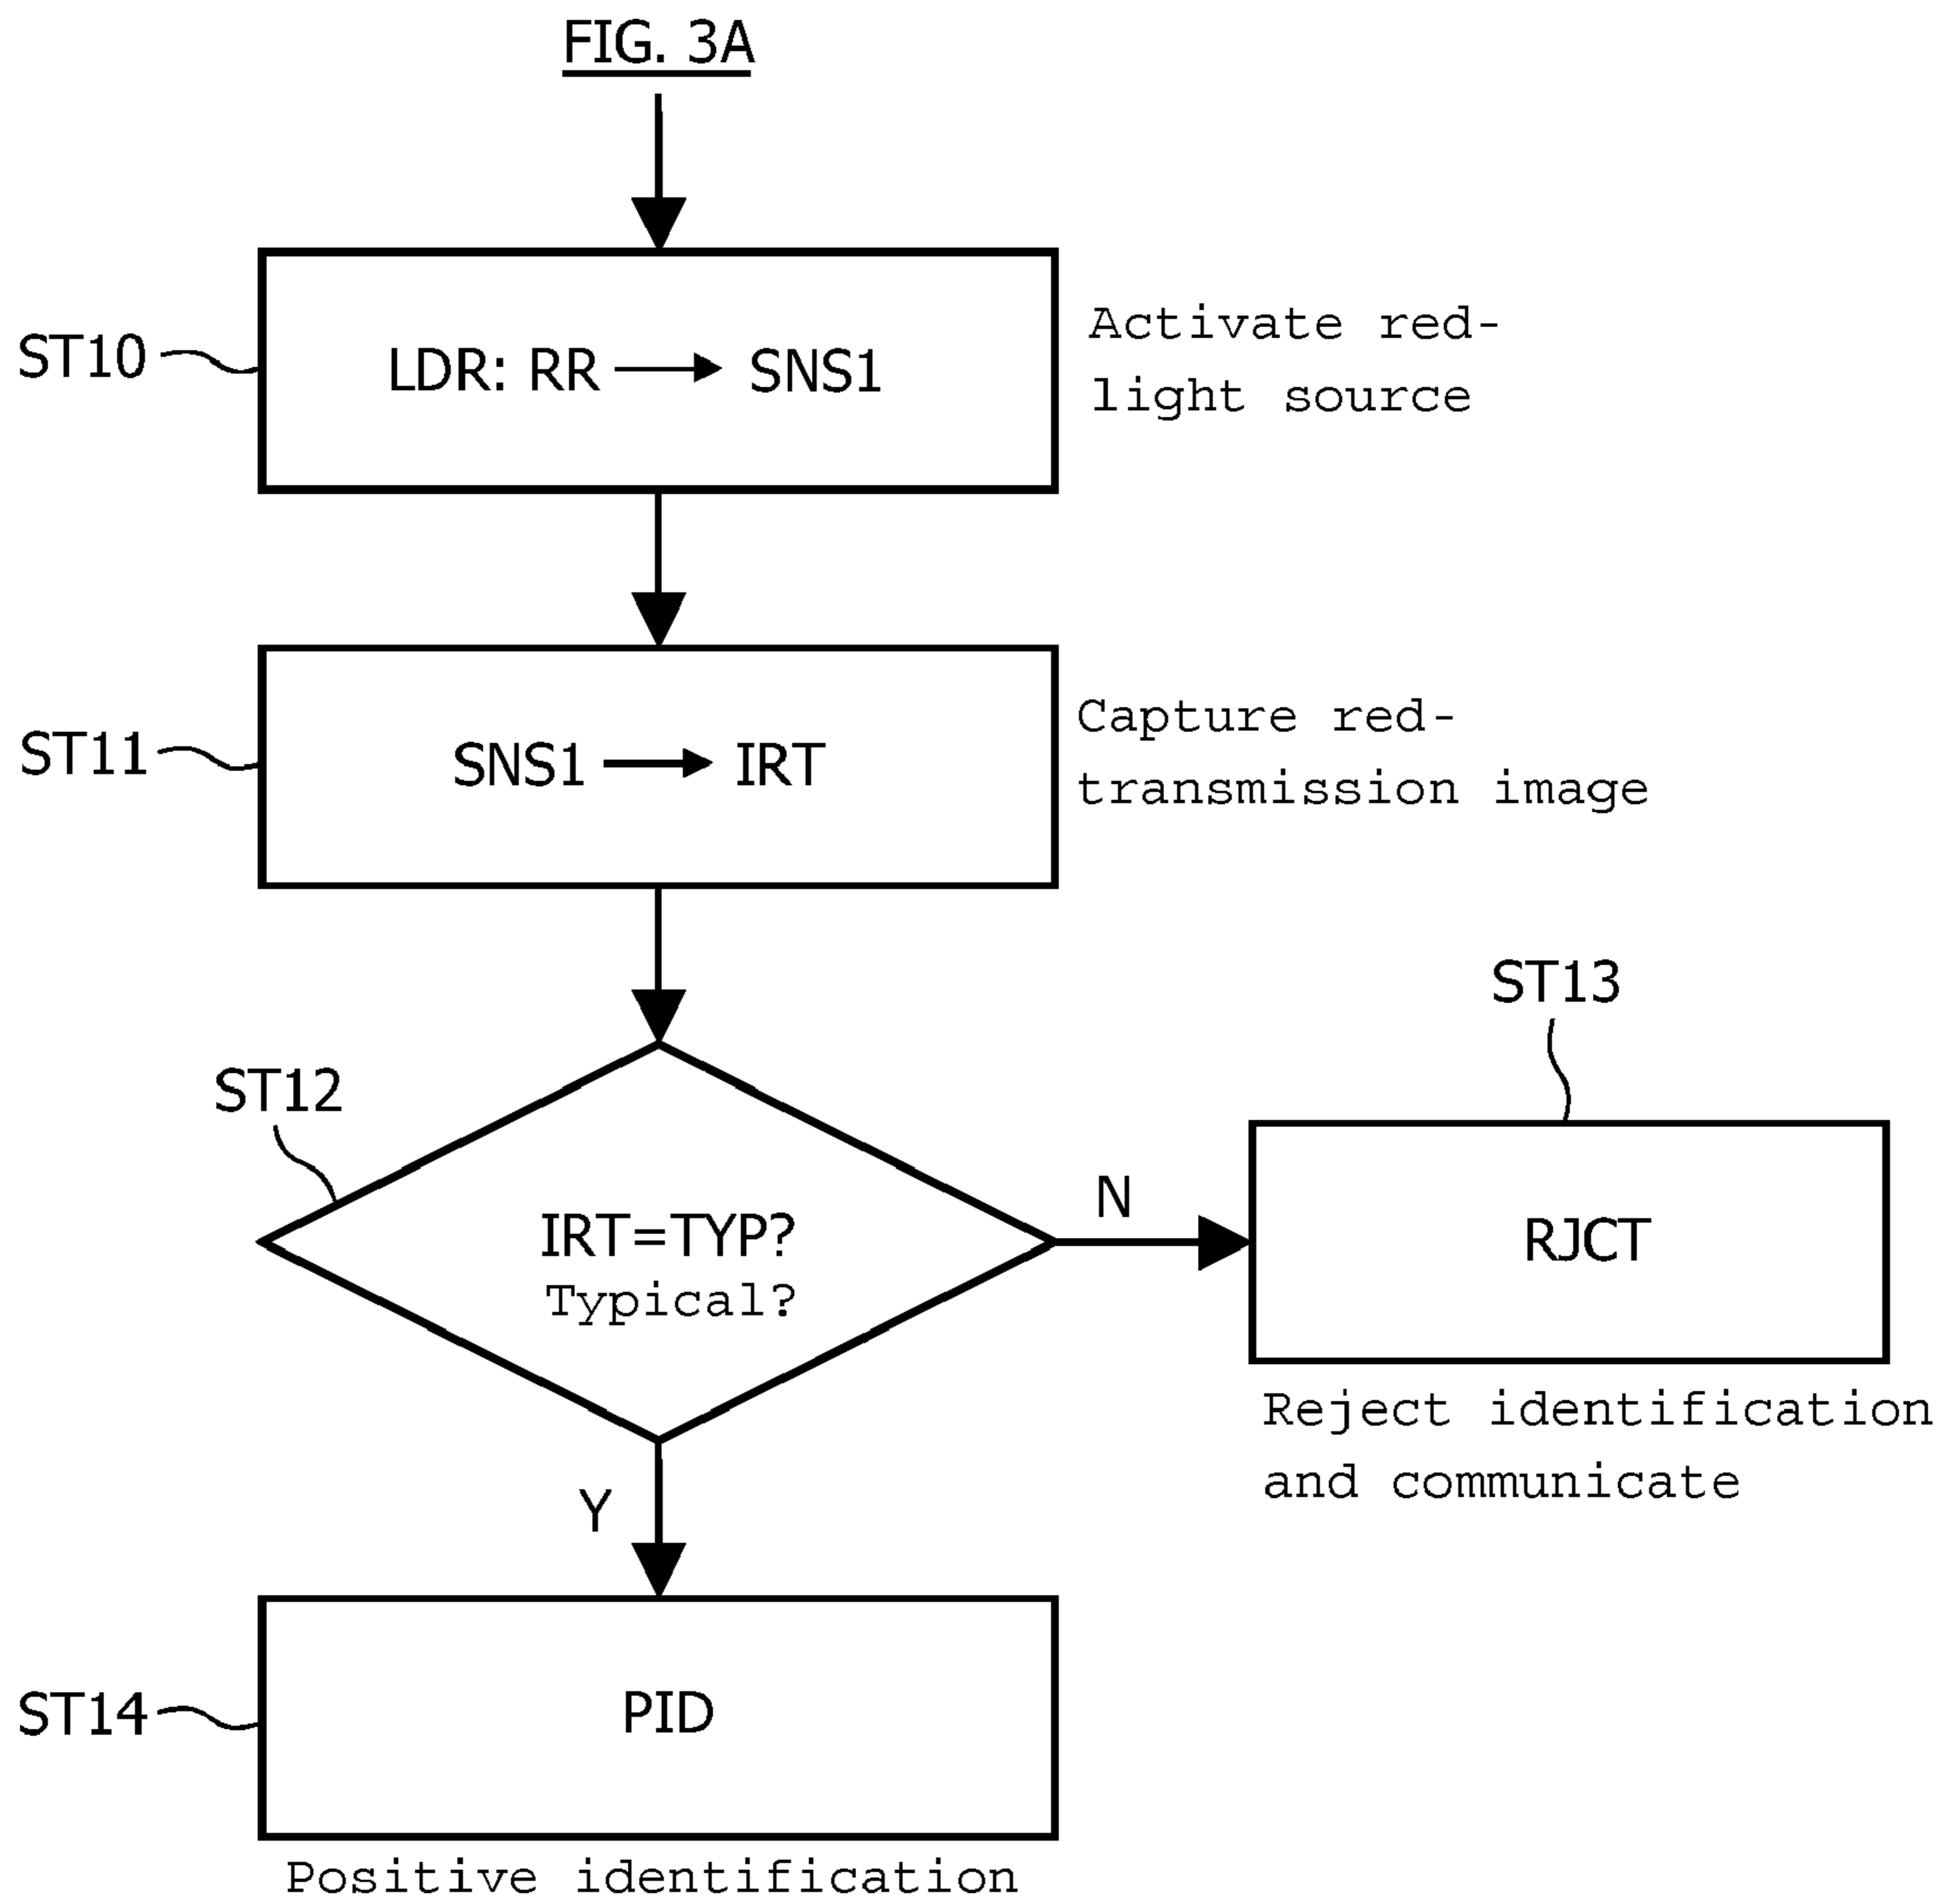 FIG. 3A
ST10
LDR: RR → SNS1
Activate red-
light source
ST11
SNS1 → IRT
Capture red-
transmission image
ST12
IRT=TYP?
Typical?
N
ST13
RJCT
Reject identification
and communicate
Y
ST14
PID
Positive identification